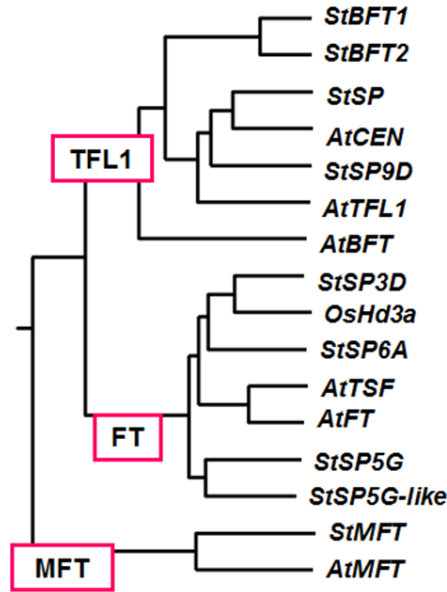 StBFT1
StBFT2
StSP
AtCEN
TFL1
StSP9D
AtTFL1
AtBFT
StSP3D
OsHd3a
StSP6A
AtTSF
AtFT
FT
StSP5G
StSP5G-like
StMFT
MFT
AtMFT